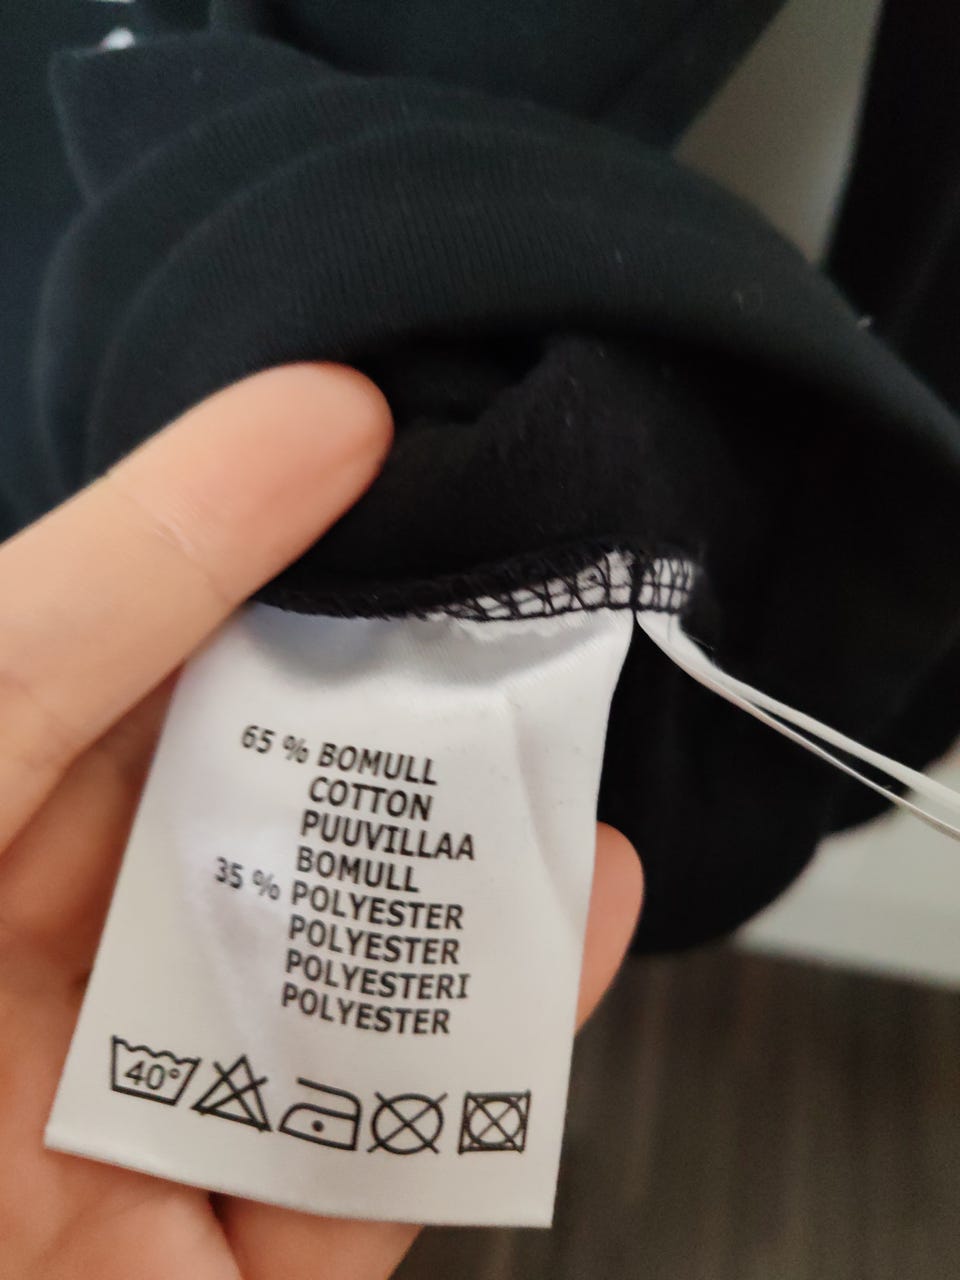 65 % BOMULL
COTTON
PUUVILLAA
BOMULL
35 % POLYESTER
POLYESTER
POLYESTERI
POLYESTER
40°